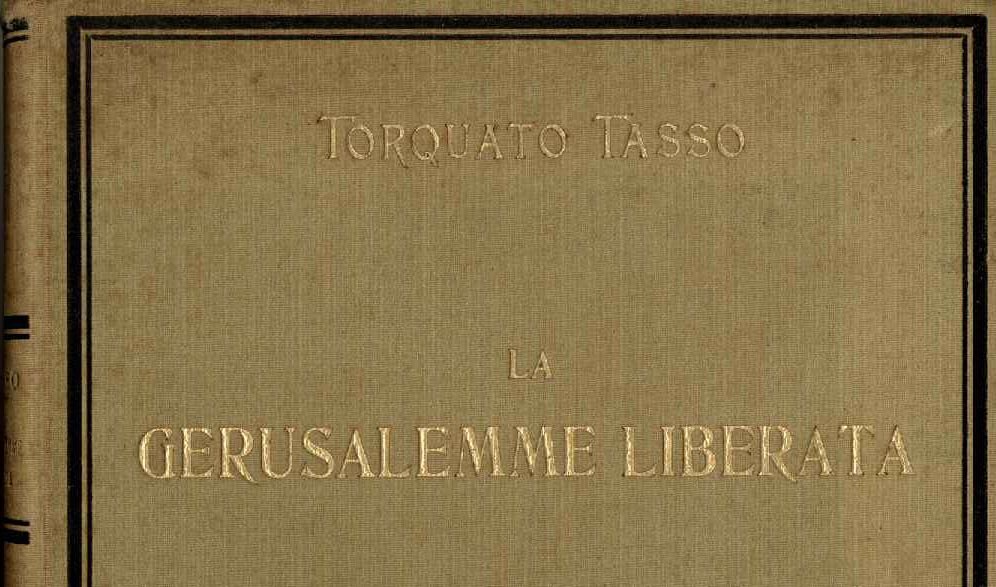 TORQUATO TASSO
LA
GERUSALEMME LIBERATA